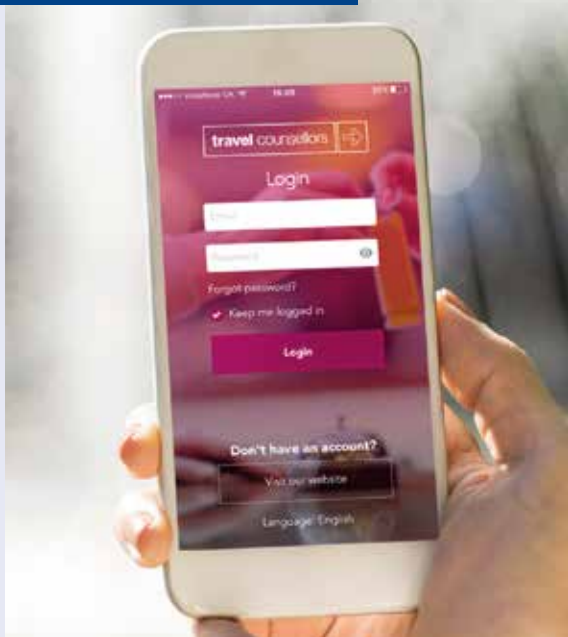 travel counsellors
Login
Email
Password
Forgot password?
Keep me logged in
Login
Don't have an account?
Visit our website
Language: English